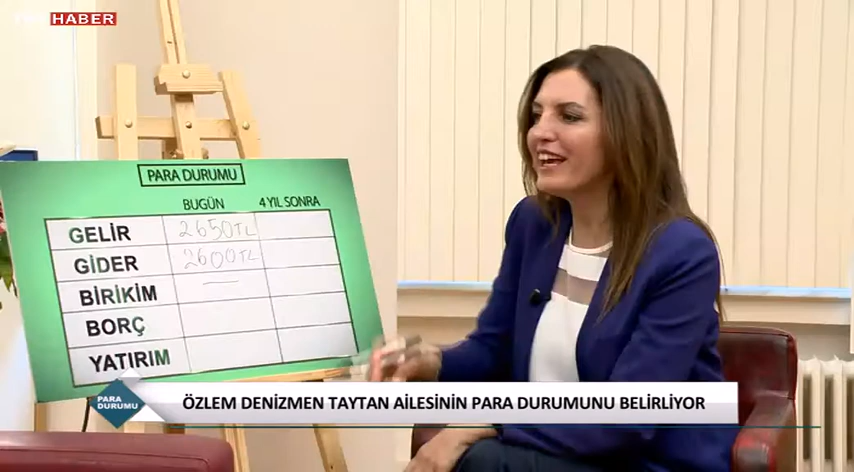 HABER
PARA DURUMU
BUGÜN 4 YIL SONRA
GELİR 2650TL
GİDER 2600TL
BİRİKİM —
BORÇ
YATIRIM
PARA
DURUMU
ÖZLEM DENİZMEN TAYTAN AİLESİNİN PARA DURUMUNU BELİRLİYOR